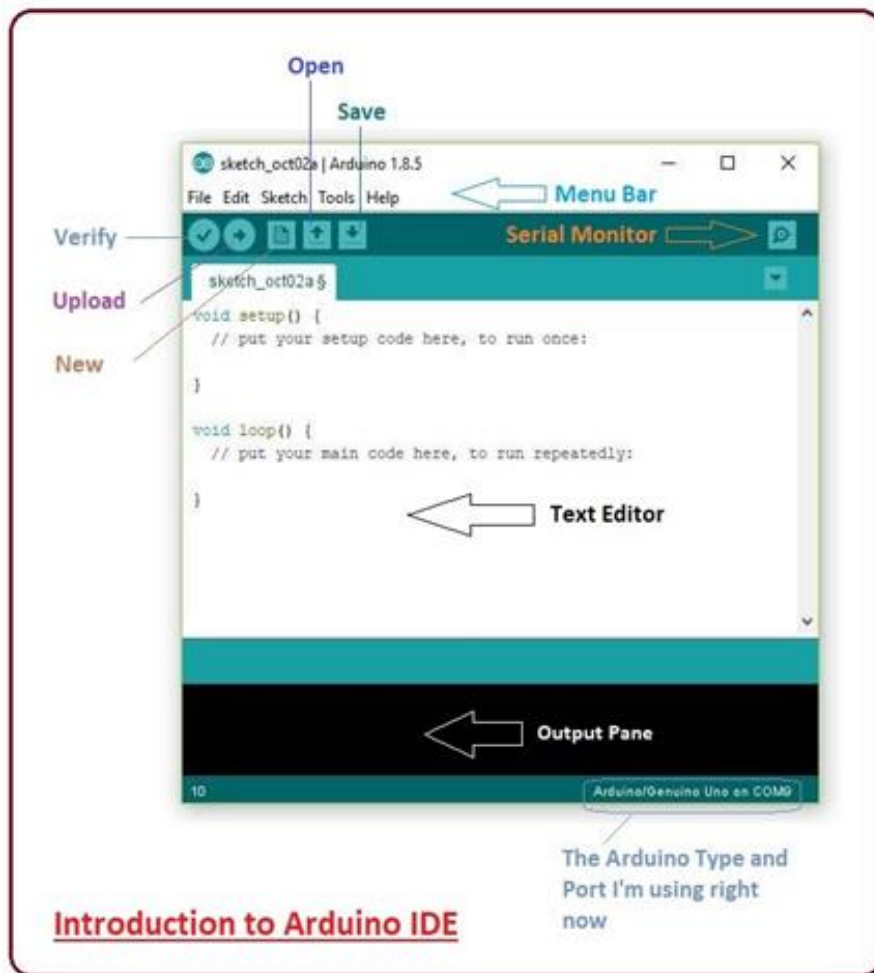 Open
Save
sketch_oct02a | Arduino 1.8.5
File Edit Sketch Tools Help
Menu Bar
Verify
Serial Monitor
sketch_oct02a §
Upload
void setup() {
// put your setup code here, to run once:
New
}
void loop() {
// put your main code here, to run repeatedly:
}
Text Editor
Output Pane
10
Arduino/Genuino Uno on COM9
The Arduino Type and
Port I'm using right
now
Introduction to Arduino IDE